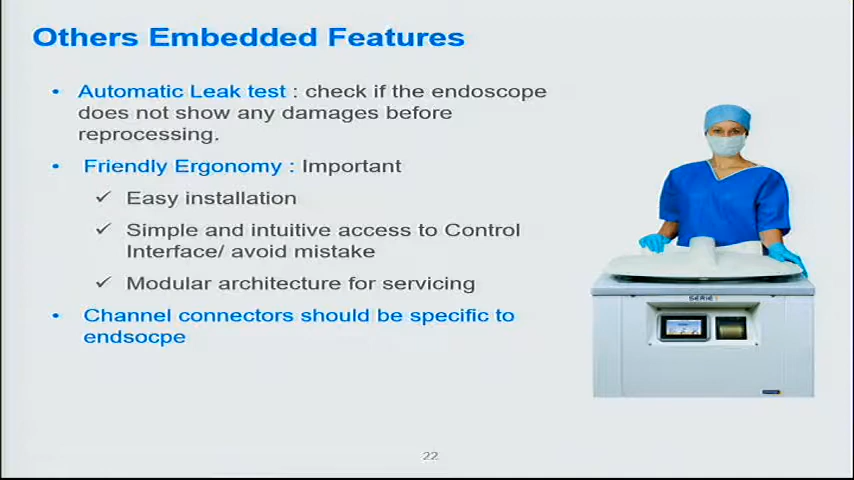 Others Embedded Features
• Automatic Leak test : check if the endoscope
does not show any damages before
reprocessing.
• Friendly Ergonomy : Important
✓ Easy installation
✓ Simple and intuitive access to Control
Interface/ avoid mistake
✓ Modular architecture for servicing
• Channel connectors should be specific to
endsocpe
SERIE
22